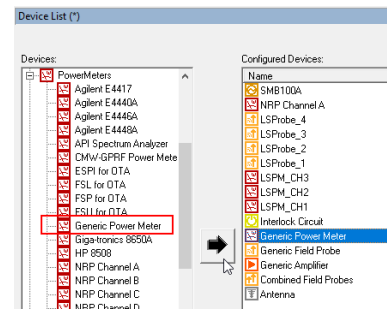 Device List (*)
Devices:
PowerMeters
Agilent E4417
Agilent E4440A
Agilent E4446A
Agilent E4448A
API Spectrum Analyzer
CMW-GPRF Power Mete
ESPI for OTA
FSL for OTA
FSP for OTA
FSU for OTA
Generic Power Meter
Giga-tronics 8650A
HP 8508
NRP Channel A
NRP Channel B
NRP Channel C
NRP Channel D
Configured Devices:
Name
SMB100A
NRP Channel A
LSProbe_4
LSProbe_3
LSProbe_2
LSProbe_1
LSPM_CH3
LSPM_CH2
LSPM_CH1
Interlock Circuit
Generic Power Meter
Generic Field Probe
Generic Amplifier
Combined Field Probes
Antenna